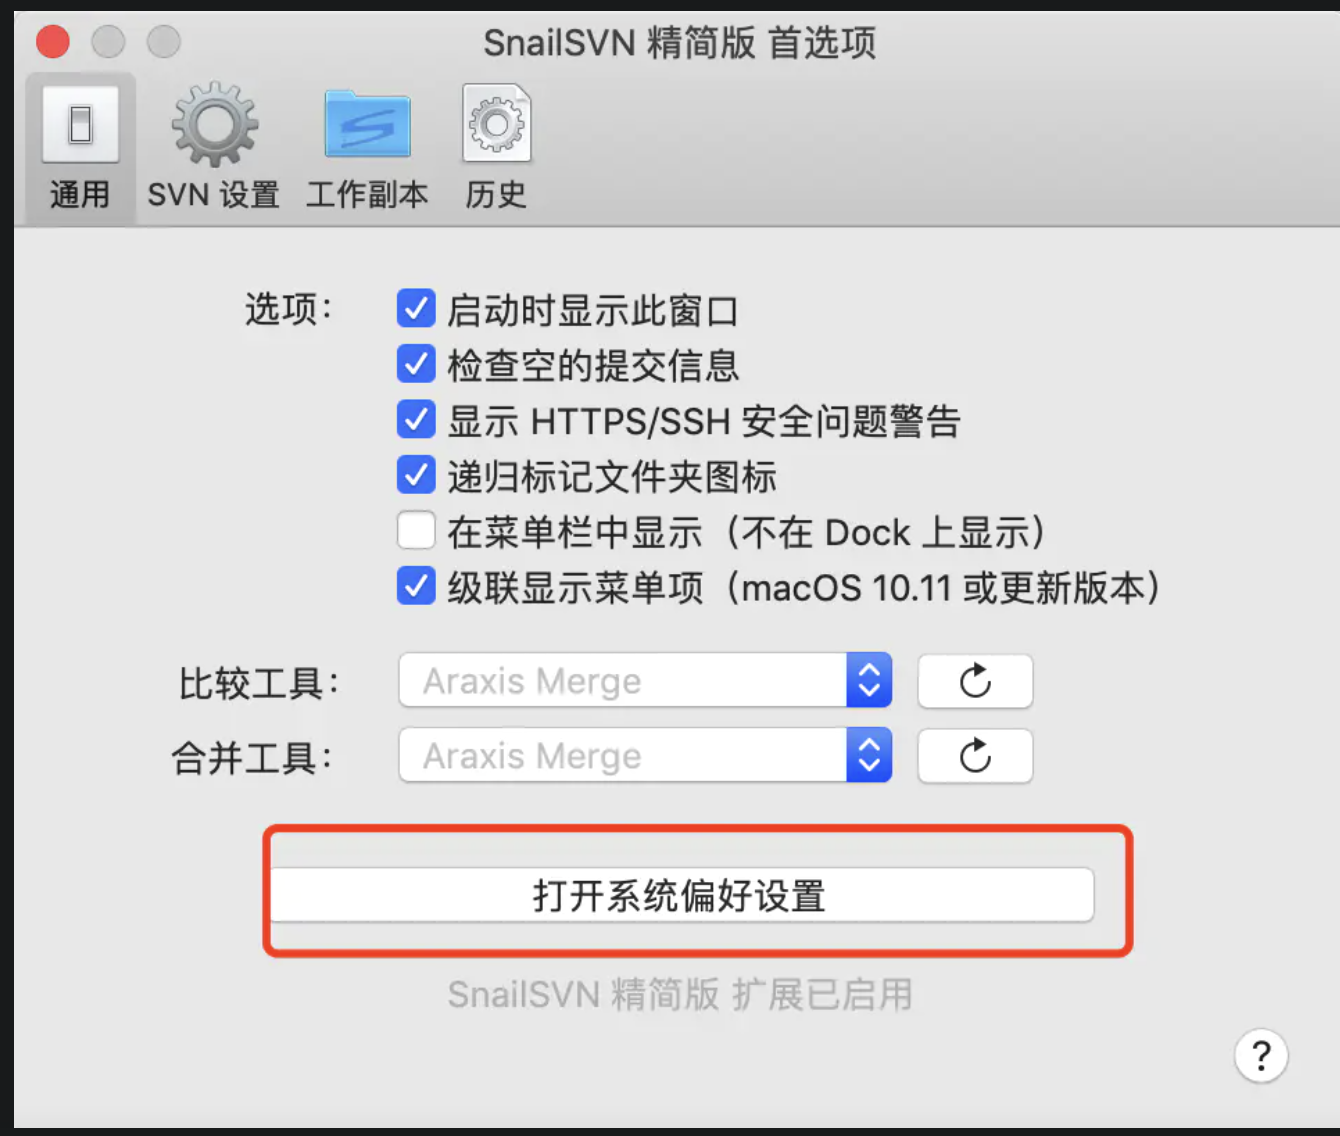 SnailSVN 精简版 首选项
通用
SVN 设置
工作副本
历史
选项：
启动时显示此窗口
检查空的提交信息
显示 HTTPS/SSH 安全问题警告
递归标记文件夹图标
在菜单栏中显示（不在 Dock 上显示）
级联显示菜单项（macOS 10.11 或更新版本）
比较工具： Araxis Merge
合并工具： Araxis Merge
打开系统偏好设置
SnailSVN 精简版 扩展已启用
?